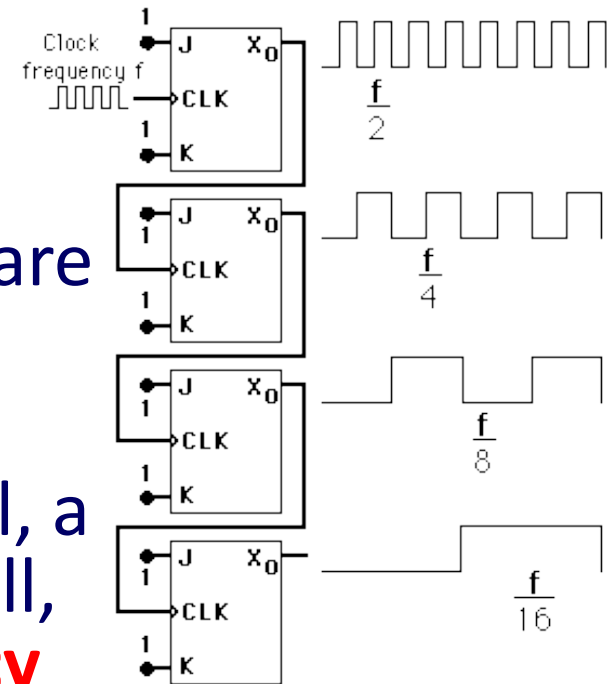 1
Clock J X0
frequency f
CLK f/2
1
K
are
J X0
1
CLK f/4
1
K
J X0
1
CLK f/8
1
K
l, a
ll,
J X0
1
CLK f/16
1
K